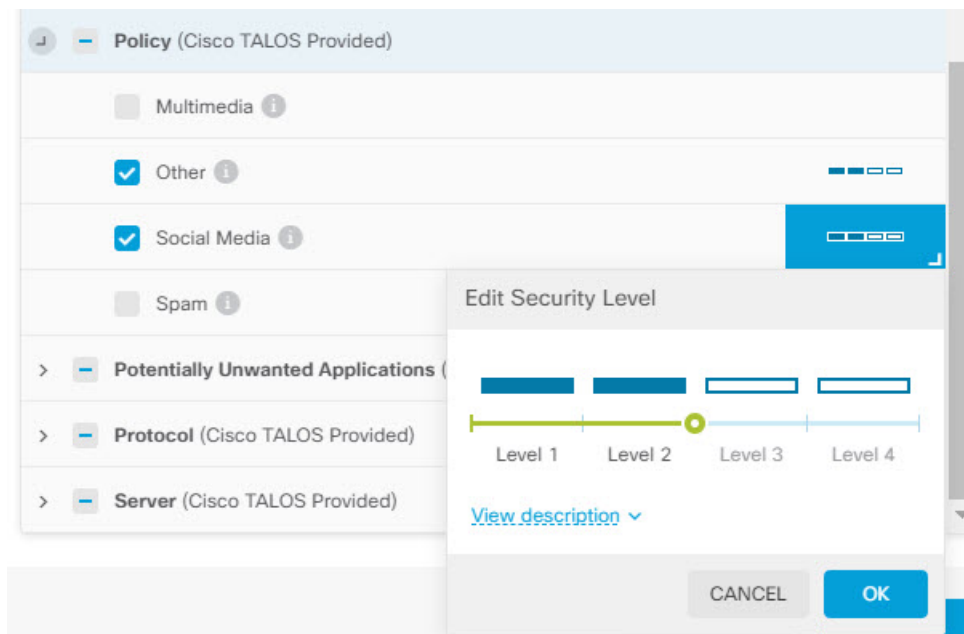 Policy (Cisco TALOS Provided)
Multimedia
Other
Social Media
Spam
Edit Security Level
Potentially Unwanted Applications (
Level 1 Level 2 Level 3 Level 4
Protocol (Cisco TALOS Provided)
Server (Cisco TALOS Provided)
View description
CANCEL OK